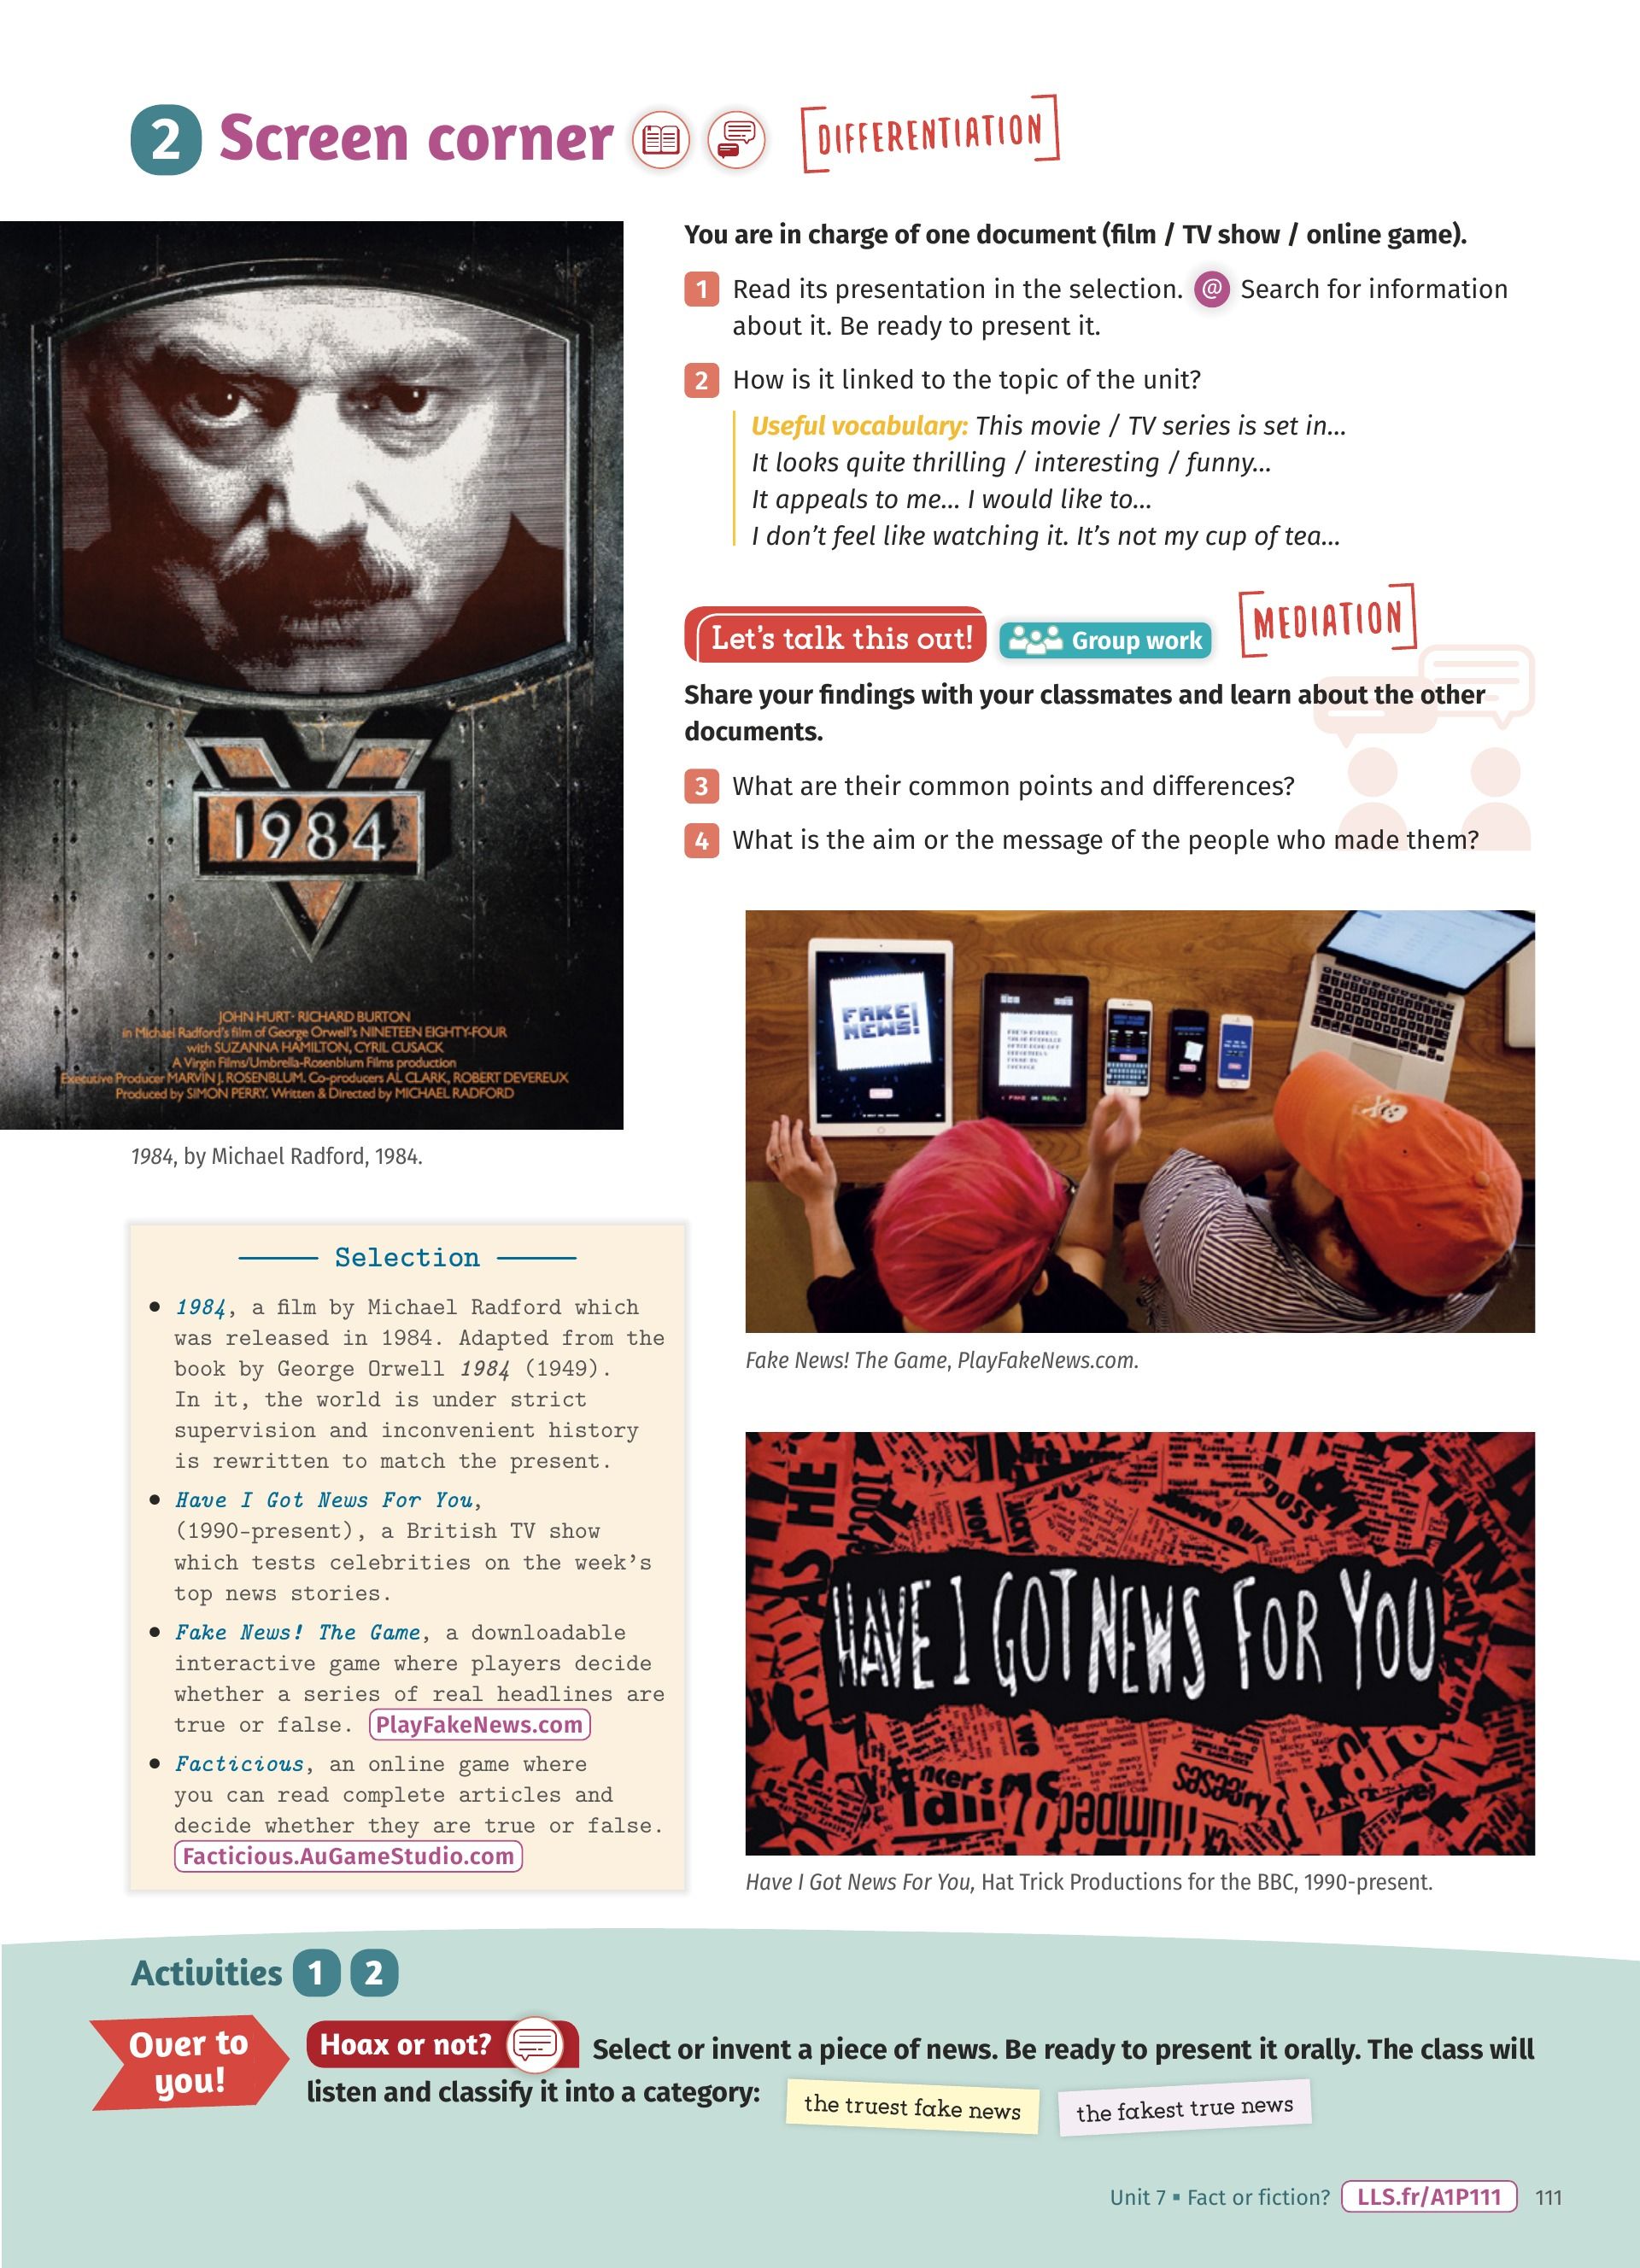 2 Screen corner
DIFFERENTIATION
You are in charge of one document (film / TV show / online game).
1 Read its presentation in the selection. @ Search for information
about it. Be ready to present it.
2 How is it linked to the topic of the unit?
Useful vocabulary: This movie / TV series is set in...
It looks quite thrilling / interesting / funny...
It appeals to me... I would like to...
I don't feel like watching it. It's not my cup of tea...
Let's talk this out!
Group work
MEDIATION
Share your findings with your classmates and learn about the other
documents.
3 What are their common points and differences?
4 What is the aim or the message of the people who made them?
1984
JOHN HURT · RICHARD BURTON
in Michael Radford's film of George Orwell's NINETEEN EIGHTY-FOUR
with SUZANNA HAMILTON, CYRIL CUSACK
A Virgin Films/Umbrella-Rosenblum Films production
Executive Producer MARVIN J. ROSENBLUM. Co-producers AL CLARK, ROBERT DEVEREUX
Produced by SIMON PERRY. Written & Directed by MICHAEL RADFORD
1984, by Michael Radford, 1984.
FAKE
NEWS!
Fake News! The Game, PlayFakeNews.com.
Selection
• 1984, a film by Michael Radford which
was released in 1984. Adapted from the
book by George Orwell 1984 (1949).
In it, the world is under strict
supervision and inconvenient history
is rewritten to match the present.
• Have I Got News For You,
(1990-present), a British TV show
which tests celebrities on the week's
top news stories.
• Fake News! The Game, a downloadable
interactive game where players decide
whether a series of real headlines are
true or false. PlayFakeNews.com
• Facticious, an online game where
you can read complete articles and
decide whether they are true or false.
Facticious.AuGameStudio.com
HAVE I GOT NEWS FOR YOU
Have I Got News For You, Hat Trick Productions for the BBC, 1990-present.
Activities 1 2
Over to
you!
Hoax or not? Select or invent a piece of news. Be ready to present it orally. The class will
listen and classify it into a category:
the truest fake news
the fakest true news
Unit 7 ▪ Fact or fiction? LLS.fr/A1P111 111